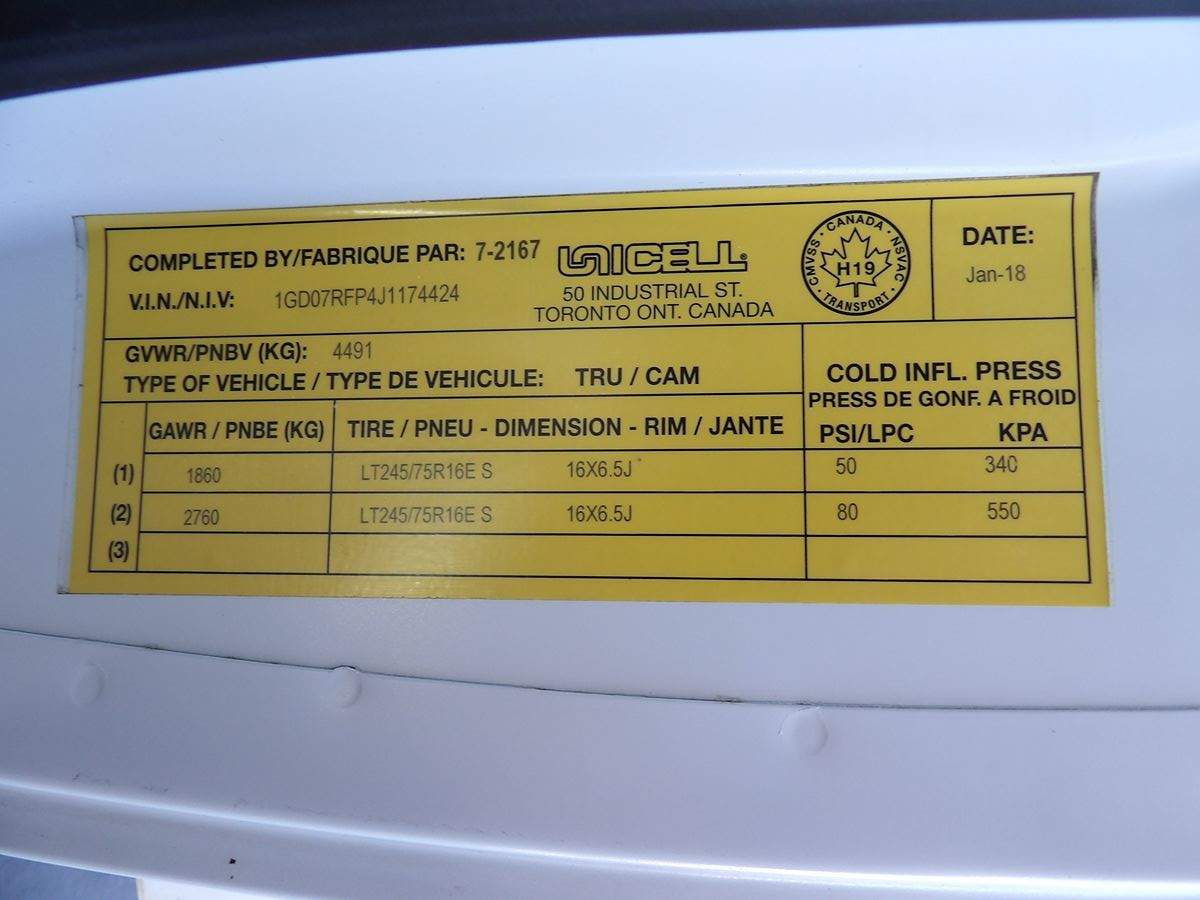 COMPLETED BY/FABRIQUE PAR: 7-2167
V.I.N./N.I.V: 1GD07RFP4J1174424
UNICELL
50 INDUSTRIAL ST.
TORONTO ONT. CANADA
CMVSS · CANADA · NSVAC
H19
· TRANSPORT ·
DATE:
Jan-18
GVWR/PNBV (KG): 4491
TYPE OF VEHICLE / TYPE DE VEHICULE: TRU / CAM
COLD INFL. PRESS
PRESS DE GONF. A FROID
GAWR / PNBE (KG) TIRE / PNEU - DIMENSION - RIM / JANTE PSI/LPC KPA
(1) 1860 LT245/75R16E S 16X6.5J 50 340
(2) 2760 LT245/75R16E S 16X6.5J 80 550
(3)